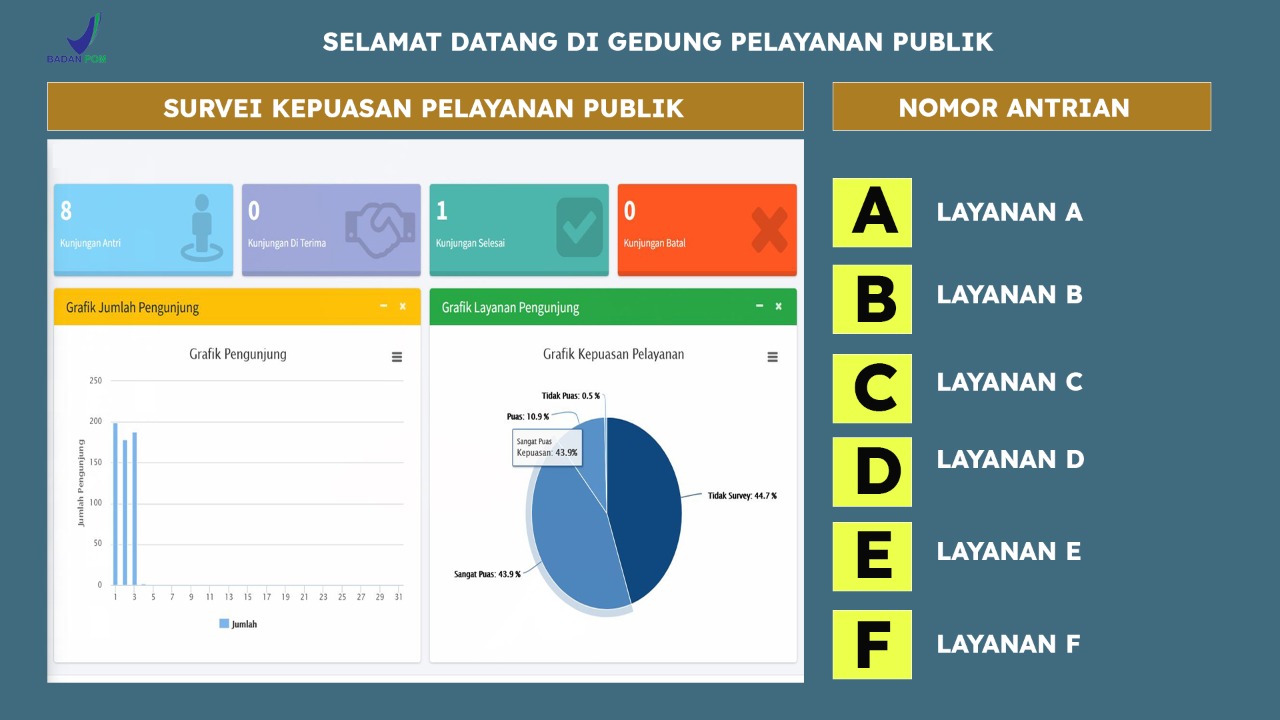 BADAN POM
SELAMAT DATANG DI GEDUNG PELAYANAN PUBLIK
SURVEI KEPUASAN PELAYANAN PUBLIK
8
Kunjungan Antri
0
Kunjungan Di Terima
1
Kunjungan Selesai
0
Kunjungan Batal
Grafik Jumlah Pengunjung
Grafik Pengunjung
Jumlah Pengunjung
250
200
150
100
50
0
1 3 5 7 9 11 13 15 17 19 21 23 25 27 29 31
Jumlah
Grafik Layanan Pengunjung
Grafik Kepuasan Pelayanan
Tidak Puas: 0.5 %
Puas: 10.9 %
Sangat Puas
Kepuasan: 43.9%
Tidak Survey: 44.7 %
Sangat Puas: 43.9 %
NOMOR ANTRIAN
A LAYANAN A
B LAYANAN B
C LAYANAN C
D LAYANAN D
E LAYANAN E
F LAYANAN F